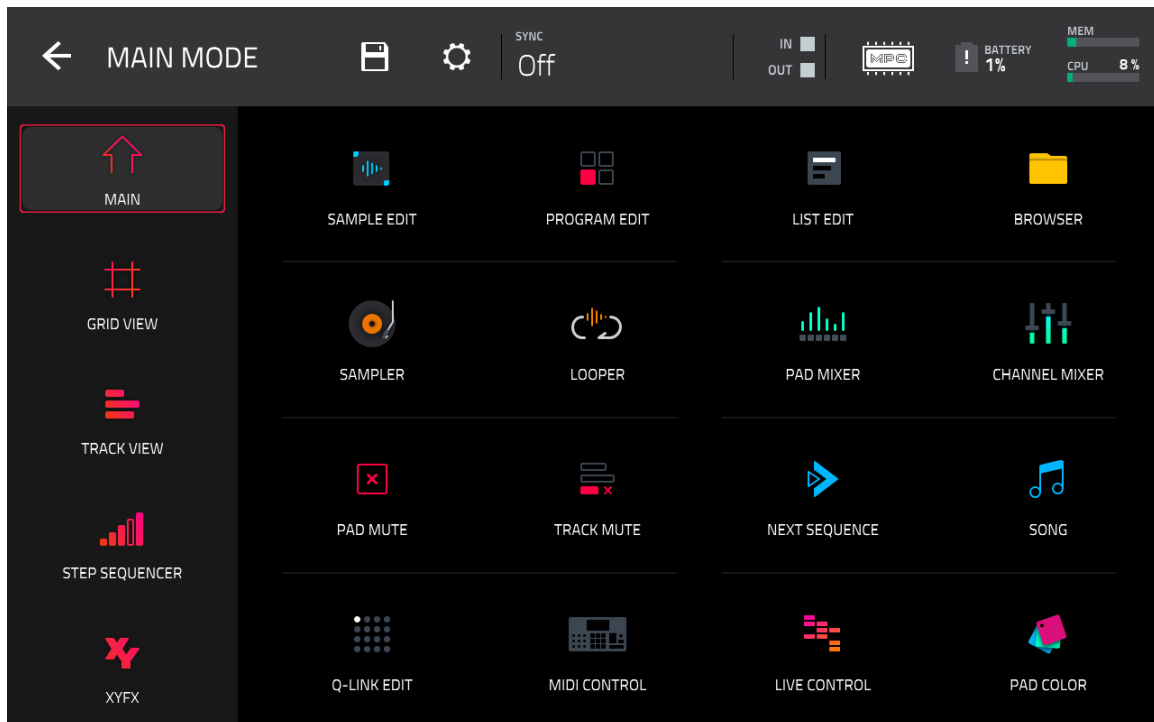 MAIN MODE
SYNC
Off
IN
OUT
MPC
!
BATTERY
1%
MEM
CPU 8 %
MAIN
GRID VIEW
TRACK VIEW
STEP SEQUENCER
XY
XYFX
SAMPLE EDIT
PROGRAM EDIT
LIST EDIT
BROWSER
SAMPLER
LOOPER
PAD MIXER
CHANNEL MIXER
PAD MUTE
TRACK MUTE
NEXT SEQUENCE
SONG
Q-LINK EDIT
MIDI CONTROL
LIVE CONTROL
PAD COLOR